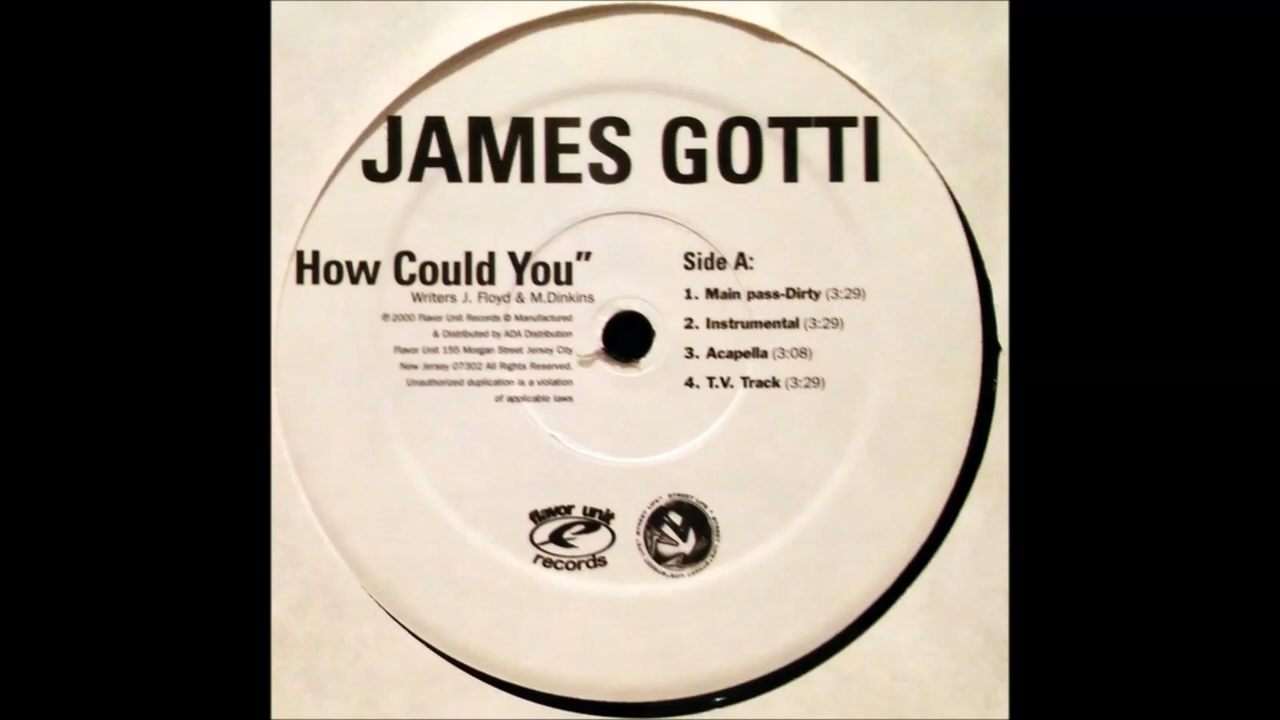 JAMES GOTTI
How Could You”
Writers J. Floyd & M.Dinkins
℗ 2000 Flavor Unit Records © Manufactured
& Distributed by ADA Distribution
Flavor Unit 155 Morgan Street Jersey City
New Jersey 07302 All Rights Reserved.
Unauthorized duplication is a violation
of applicable laws
Side A:
1. Main pass-Dirty (3:29)
2. Instrumental (3:29)
3. Acapella (3:08)
4. T.V. Track (3:29)
flavor unit
records